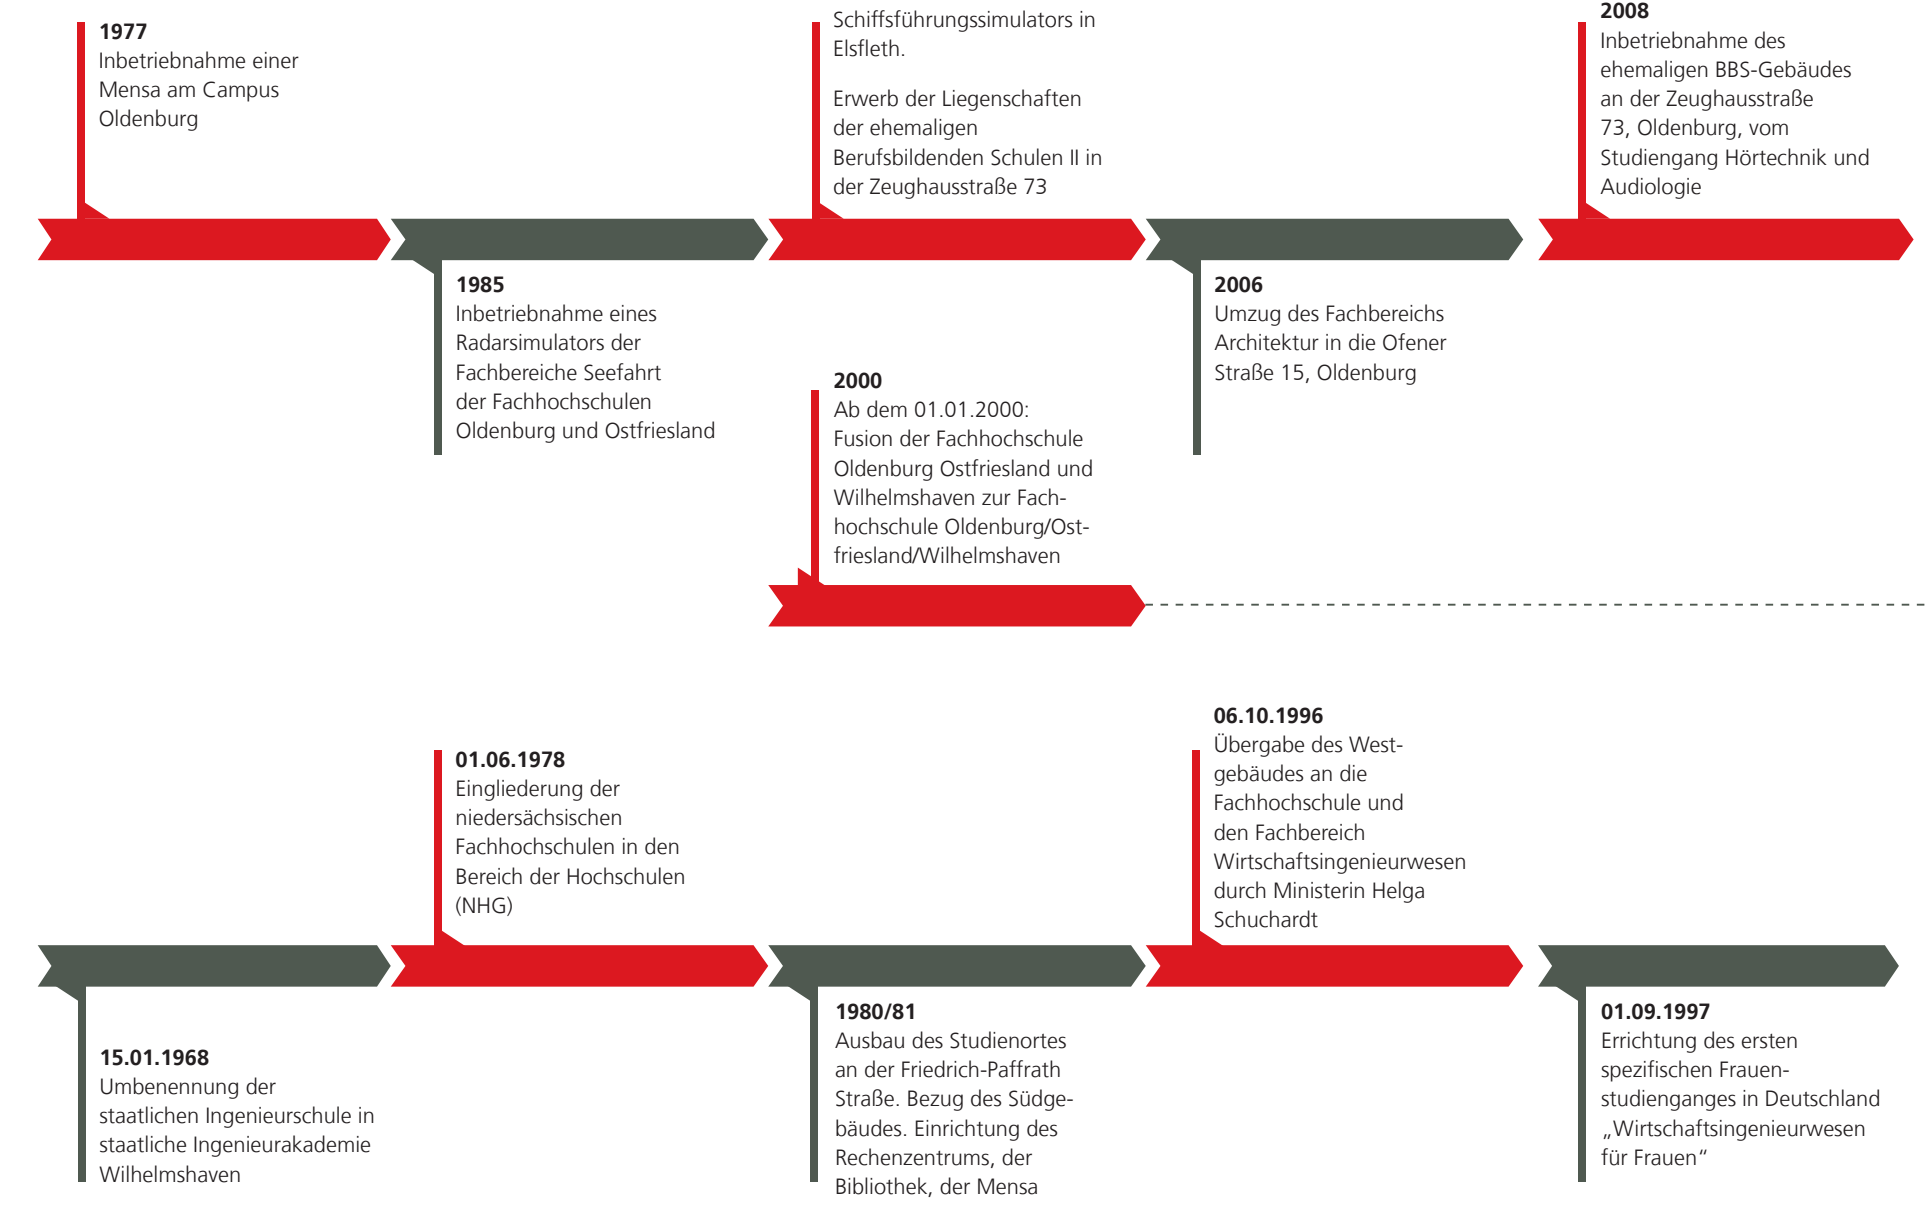 1977
Inbetriebnahme einer
Mensa am Campus
Oldenburg
Schiffsführungssimulators in
Elsfleth.
Erwerb der Liegenschaften
der ehemaligen
Berufsbildenden Schulen II in
der Zeughausstraße 73
2008
Inbetriebnahme des
ehemaligen BBS-Gebäudes
an der Zeughausstraße
73, Oldenburg, vom
Studiengang Hörtechnik und
Audiologie
1985
Inbetriebnahme eines
Radarsimulators der
Fachbereiche Seefahrt
der Fachhochschulen
Oldenburg und Ostfriesland
2006
Umzug des Fachbereichs
Architektur in die Ofener
Straße 15, Oldenburg
2000
Ab dem 01.01.2000:
Fusion der Fachhochschule
Oldenburg Ostfriesland und
Wilhelmshaven zur Fach-
hochschule Oldenburg/Ost-
friesland/Wilhelmshaven
01.06.1978
Eingliederung der
niedersächsischen
Fachhochschulen in den
Bereich der Hochschulen
(NHG)
06.10.1996
Übergabe des West-
gebäudes an die
Fachhochschule und
den Fachbereich
Wirtschaftsingenieurwesen
durch Ministerin Helga
Schuchardt
15.01.1968
Umbenennung der
staatlichen Ingenieurschule in
staatliche Ingenieurakademie
Wilhelmshaven
1980/81
Ausbau des Studienortes
an der Friedrich-Paffrath
Straße. Bezug des Südge-
bäudes. Einrichtung des
Rechenzentrums, der
Bibliothek, der Mensa
01.09.1997
Errichtung des ersten
spezifischen Frauen-
studienganges in Deutschland
„Wirtschaftsingenieurwesen
für Frauen“